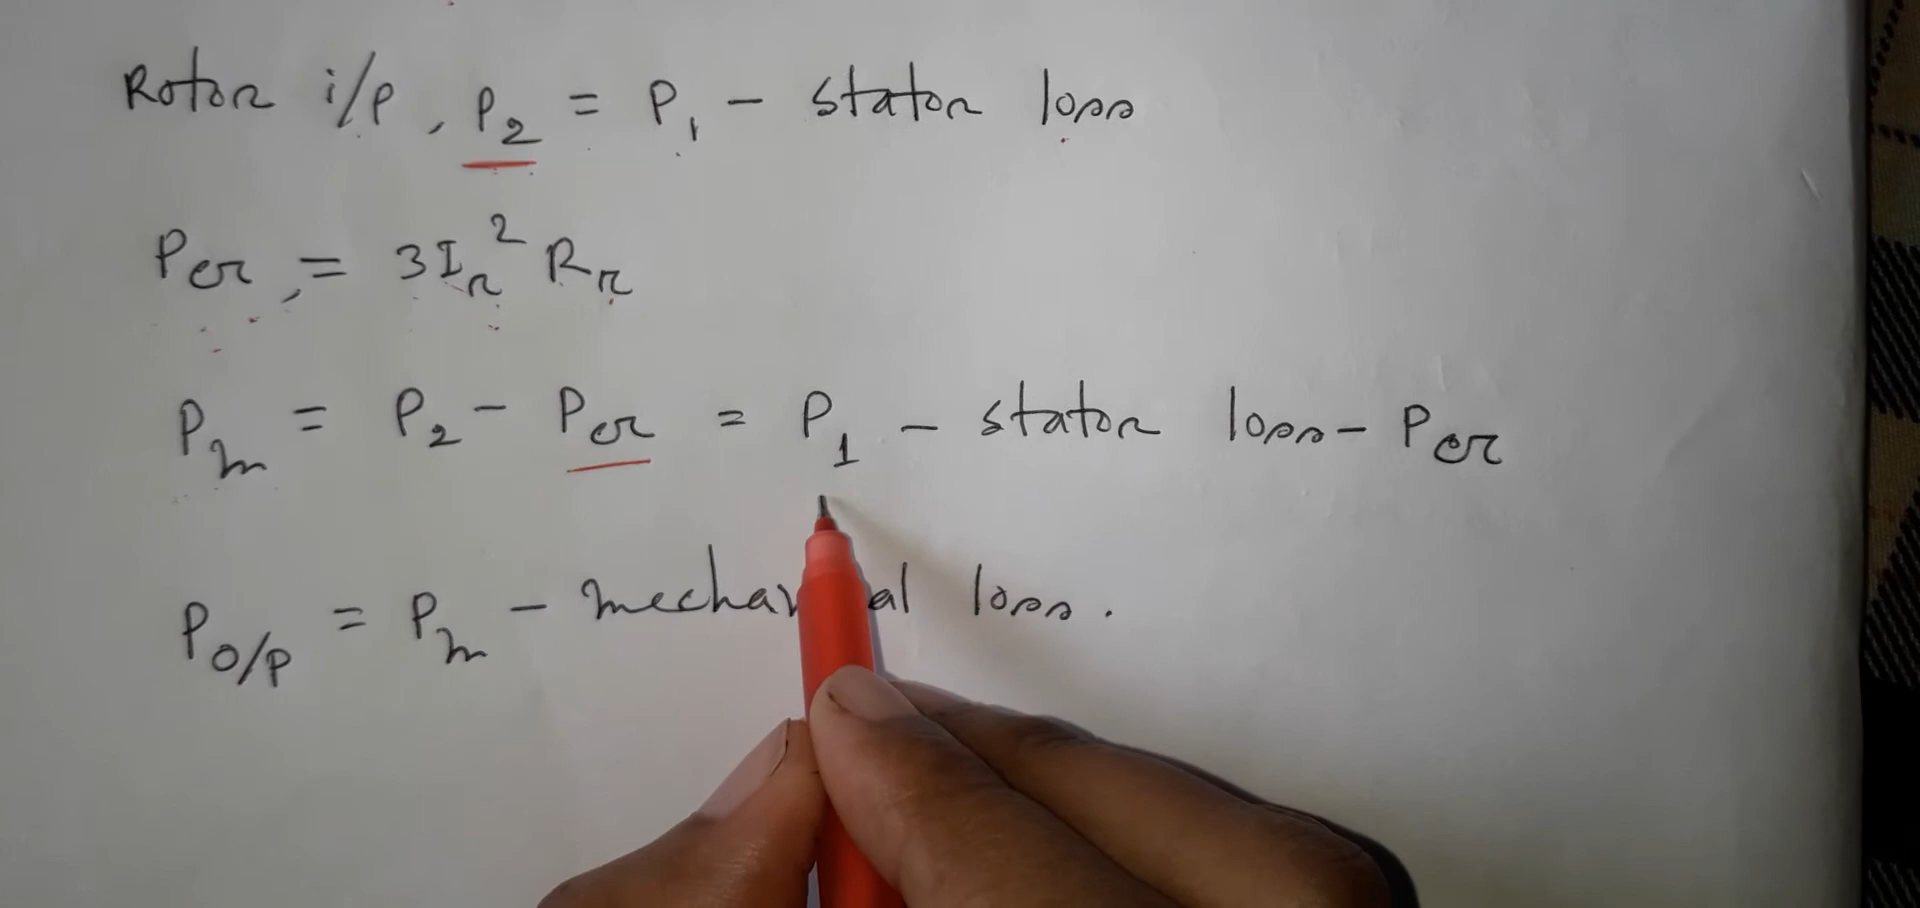 Rotor i/p, P₂ = P₁ - stator loss
Pcr, = 3Ir² Rr
Pm = P₂ - Pcr = P₁ - stator loss - Pcr
Po/p = Pm - mechanical loss.